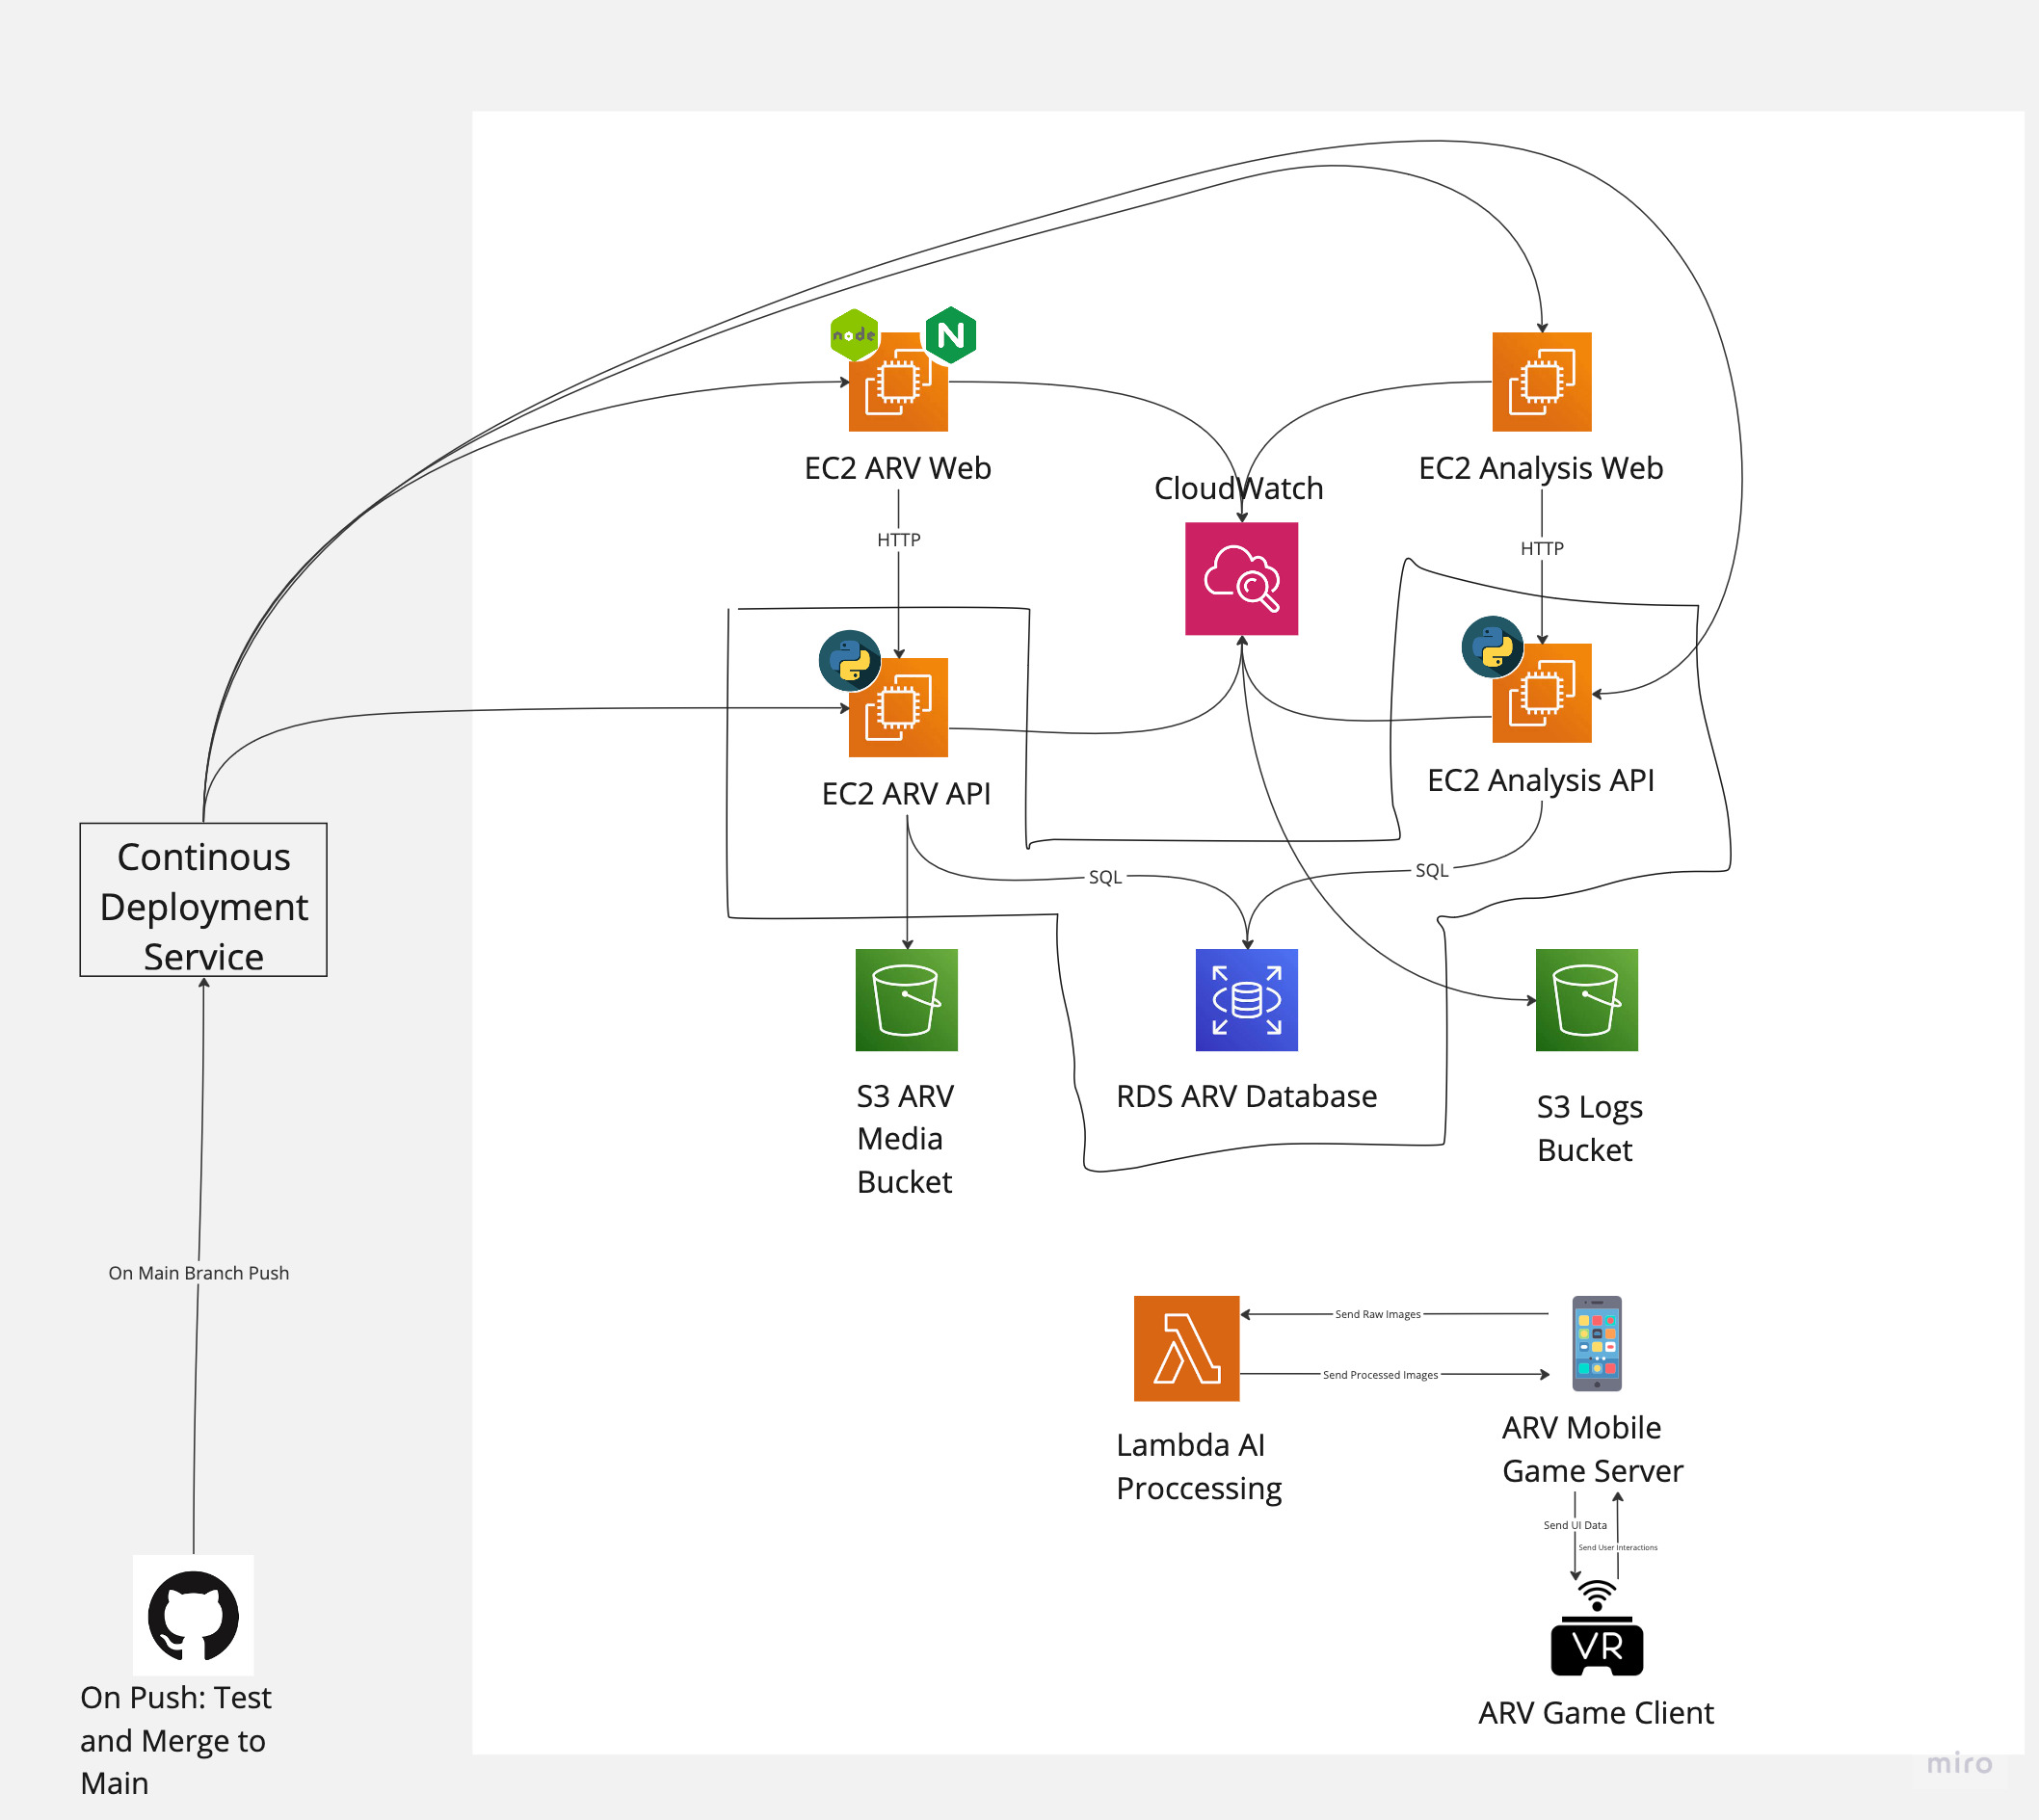 node
N
EC2 ARV Web
EC2 Analysis Web
CloudWatch
HTTP
HTTP
EC2 ARV API
EC2 Analysis API
Continous
Deployment
Service
SQL
SQL
S3 ARV
Media
Bucket
RDS ARV Database
S3 Logs
Bucket
On Main Branch Push
Send Raw Images
Send Processed Images
Lambda AI
Proccessing
ARV Mobile
Game Server
Send UI Data
Send User Interactions
VR
ARV Game Client
On Push: Test
and Merge to
Main
miro